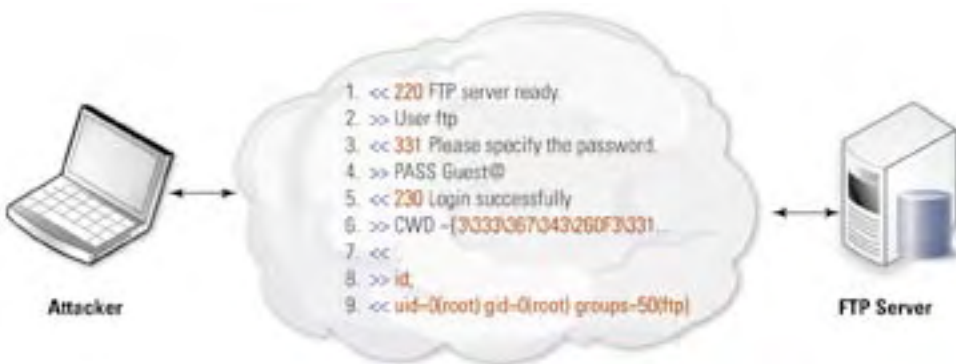 1. << 220 FTP server ready.
2. >> User ftp
3. << 331 Please specify the password.
4. >> PASS Guest@
5. << 230 Login successfully
6. >> CWD ~{3\333\367\343\260F3\331...
7. << .
8. >> id;
9. << uid=0(root) gid=0(root) groups=50(ftp)
Attacker
FTP Server